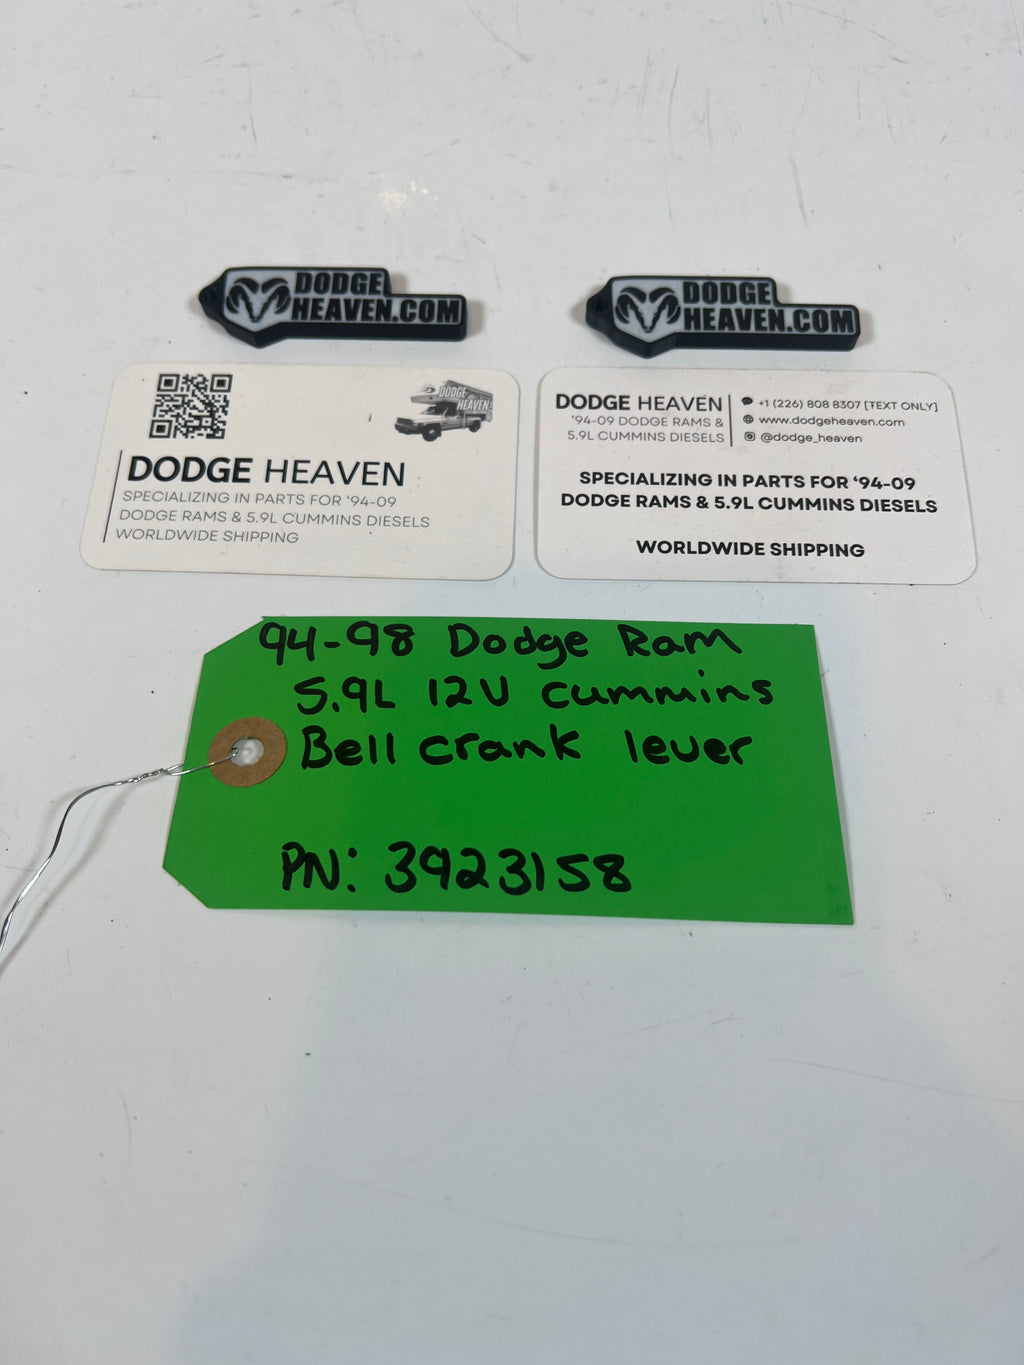 DODGE
HEAVEN.COM
DODGE
HEAVEN.COM
DODGE
HEAVEN
DODGE HEAVEN
SPECIALIZING IN PARTS FOR '94-09
DODGE RAMS & 5.9L CUMMINS DIESELS
WORLDWIDE SHIPPING
DODGE HEAVEN
'94-09 DODGE RAMS &
5.9L CUMMINS DIESELS
+1 (226) 808 8307 [TEXT ONLY]
www.dodgeheaven.com
@dodge_heaven
SPECIALIZING IN PARTS FOR '94-09
DODGE RAMS & 5.9L CUMMINS DIESELS
WORLDWIDE SHIPPING
94-98 Dodge Ram
5.9L 12V cummins
Bell crank lever
PN: 3923158